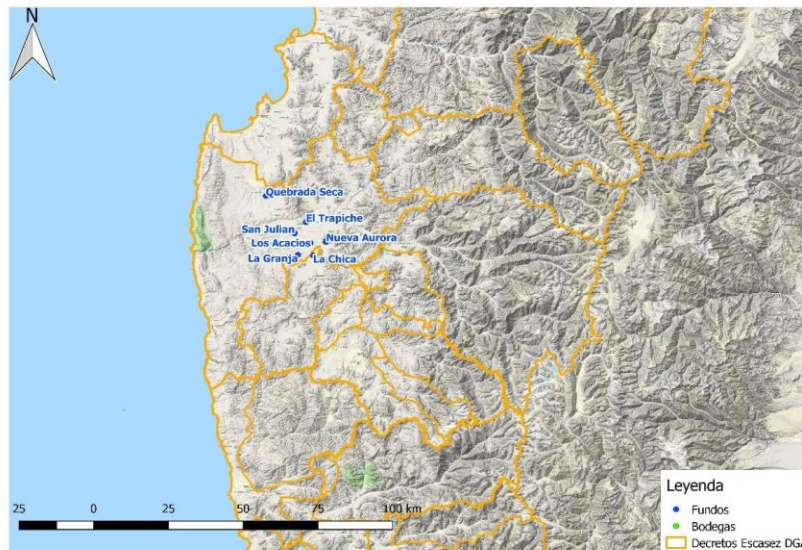 N
Quebrada Seca
El Trapiche
San Julian
Nueva Aurora
Los Acacios
La Granja
La Chica
25 0 25 50 75 100 km
Leyenda
Fundos
Bodegas
Decretos Escasez DGA